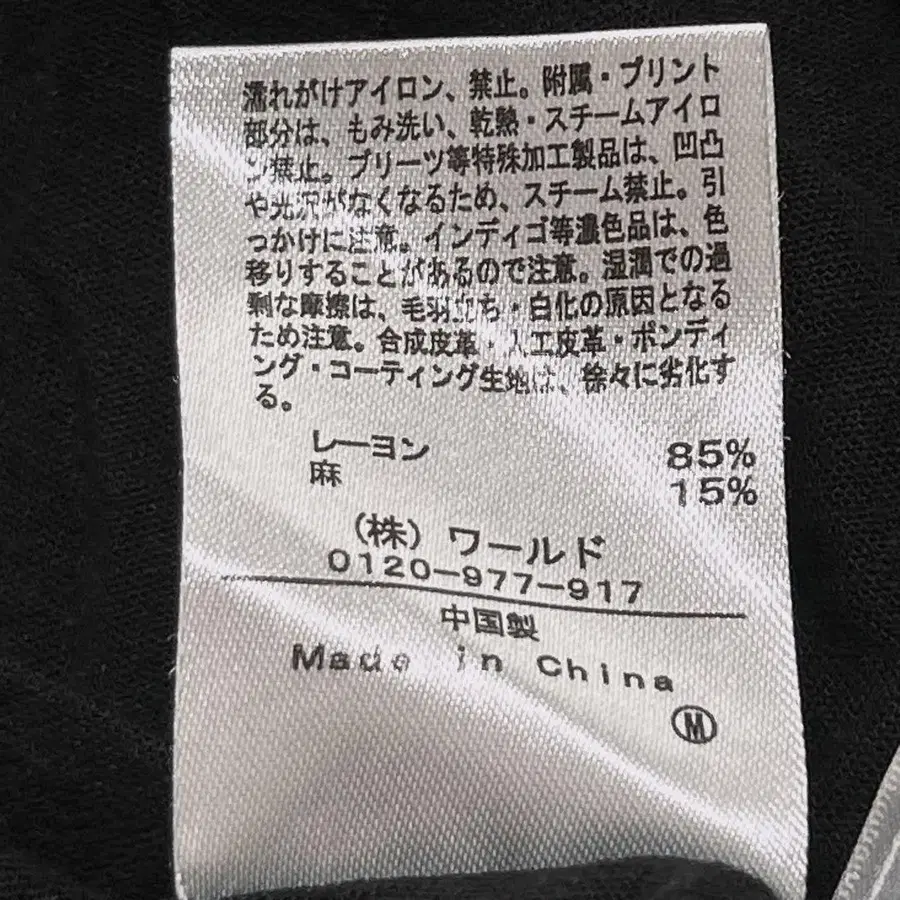 濡れがけアイロン、禁止。附属・プリント
部分は、もみ洗い、乾熱・スチームアイロ
ン禁止。プリーツ等特殊加工製品は、凹凸
や光沢がなくなるため、スチーム禁止。引
っかけに注意。インディゴ等濃色品は、色
移りすることがあるので注意。湿潤での過
剰な摩擦は、毛羽立ち・白化の原因となる
ため注意。合成皮革・人工皮革・ボンディ
ング・コーティング生地は、徐々に劣化す
る。
レーヨン 85%
麻 15%
(株) ワールド
0120-977-917
中国製
Made in China
M